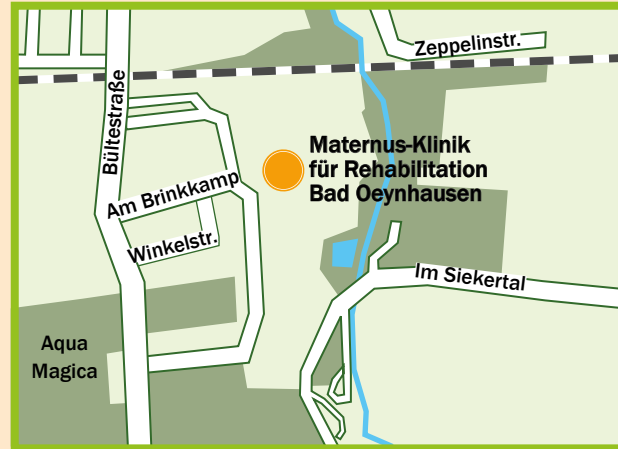 Zeppelinstr.
Bültestraße
Maternus-Klinik
für Rehabilitation
Bad Oeynhausen
Am Brinkkamp
Winkelstr.
Im Siekertal
Aqua
Magica